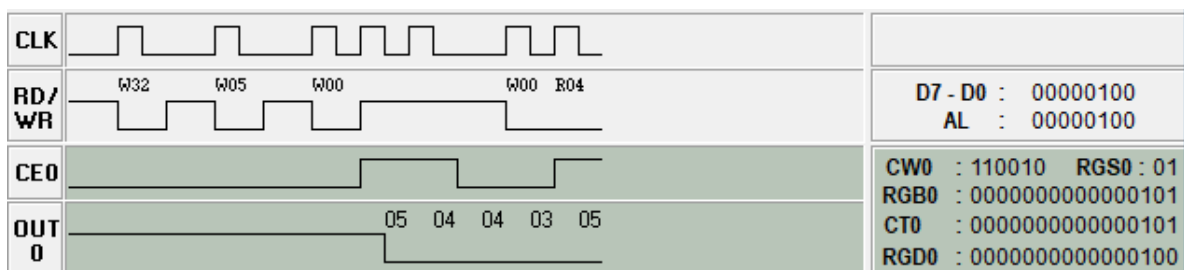 CLK
RD/
WR
W32 W05 W00 W00 R04
D7 - D0 : 00000100
AL : 00000100
CE0
CW0 : 110010 RGS0 : 01
RGB0 : 0000000000000101
CT0 : 0000000000000101
RGD0 : 0000000000000100
OUT
0
05 04 04 03 05